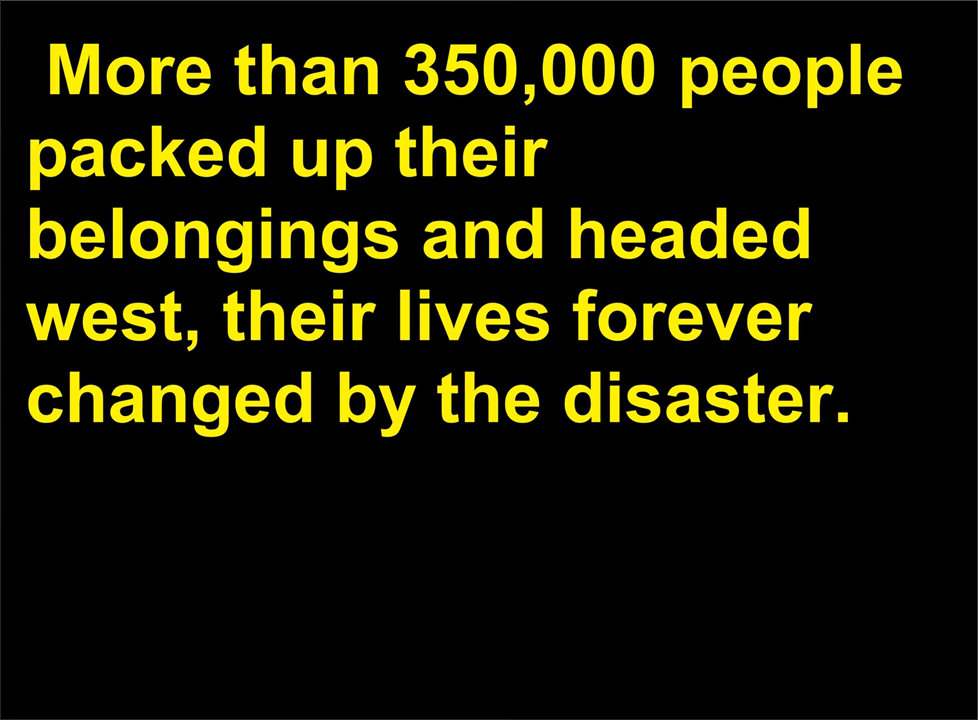 More than 350,000 people
packed up their
belongings and headed
west, their lives forever
changed by the disaster.